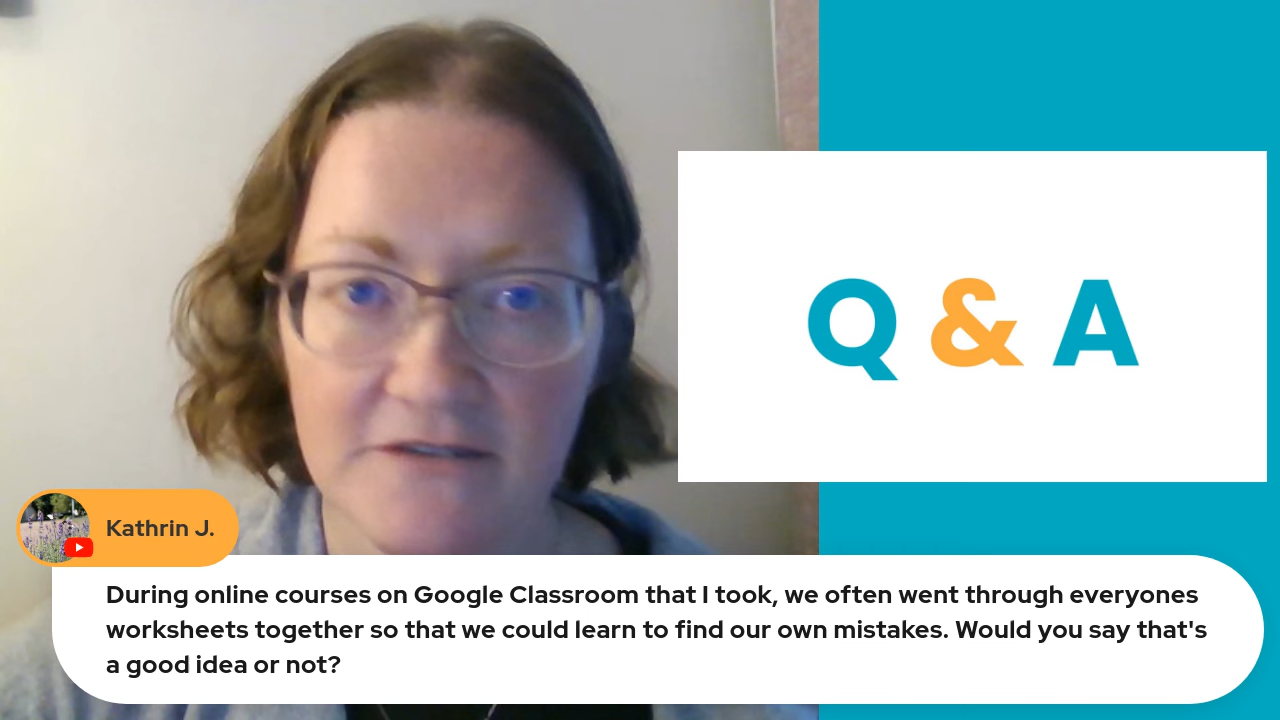 Q & A
Kathrin J.
During online courses on Google Classroom that I took, we often went through everyones
worksheets together so that we could learn to find our own mistakes. Would you say that's
a good idea or not?